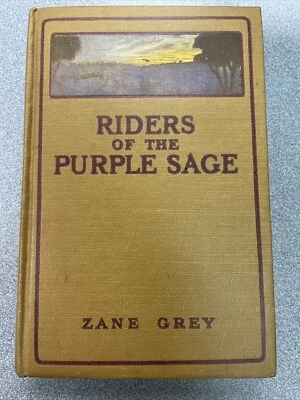 RIDERS
OF THE
PURPLE SAGE
ZANE GREY